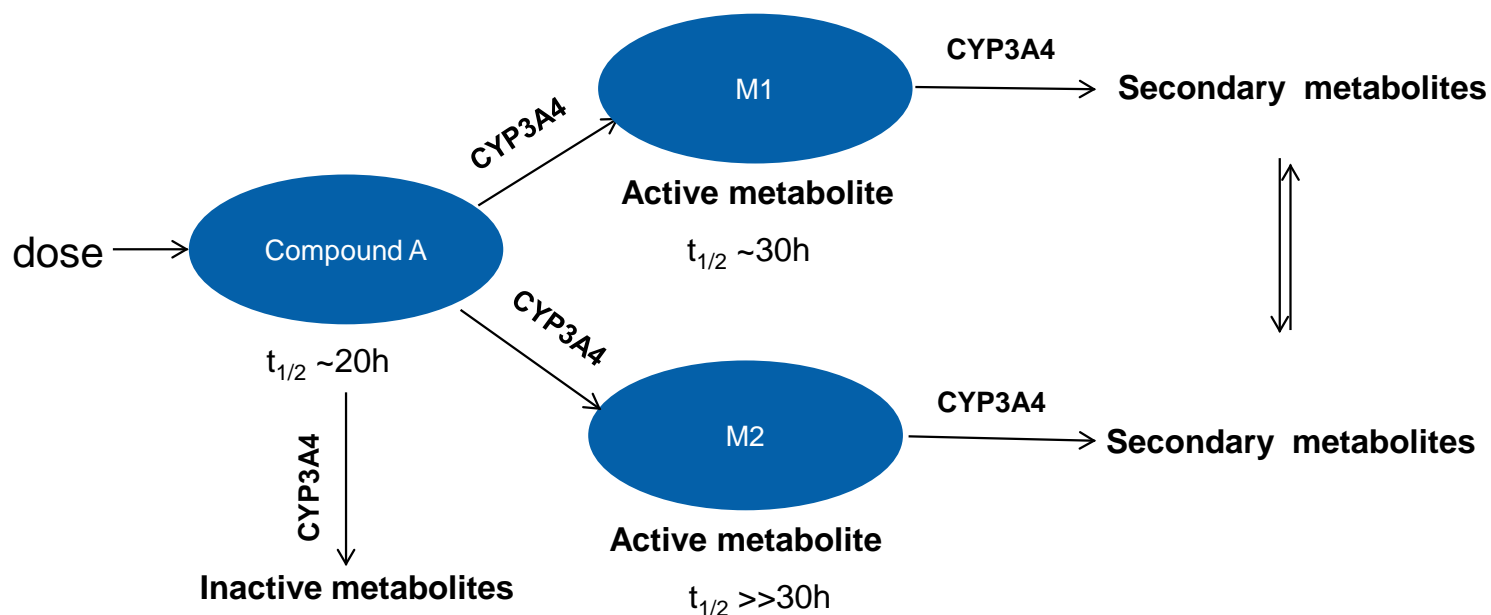 CYP3A4
M1
Secondary metabolites
CYP3A4
Active metabolite
t1/2 ~30h
dose
Compound A
t1/2 ~20h
CYP3A4
M2
CYP3A4
Secondary metabolites
CYP3A4
Active metabolite
Inactive metabolites
t1/2 >>30h